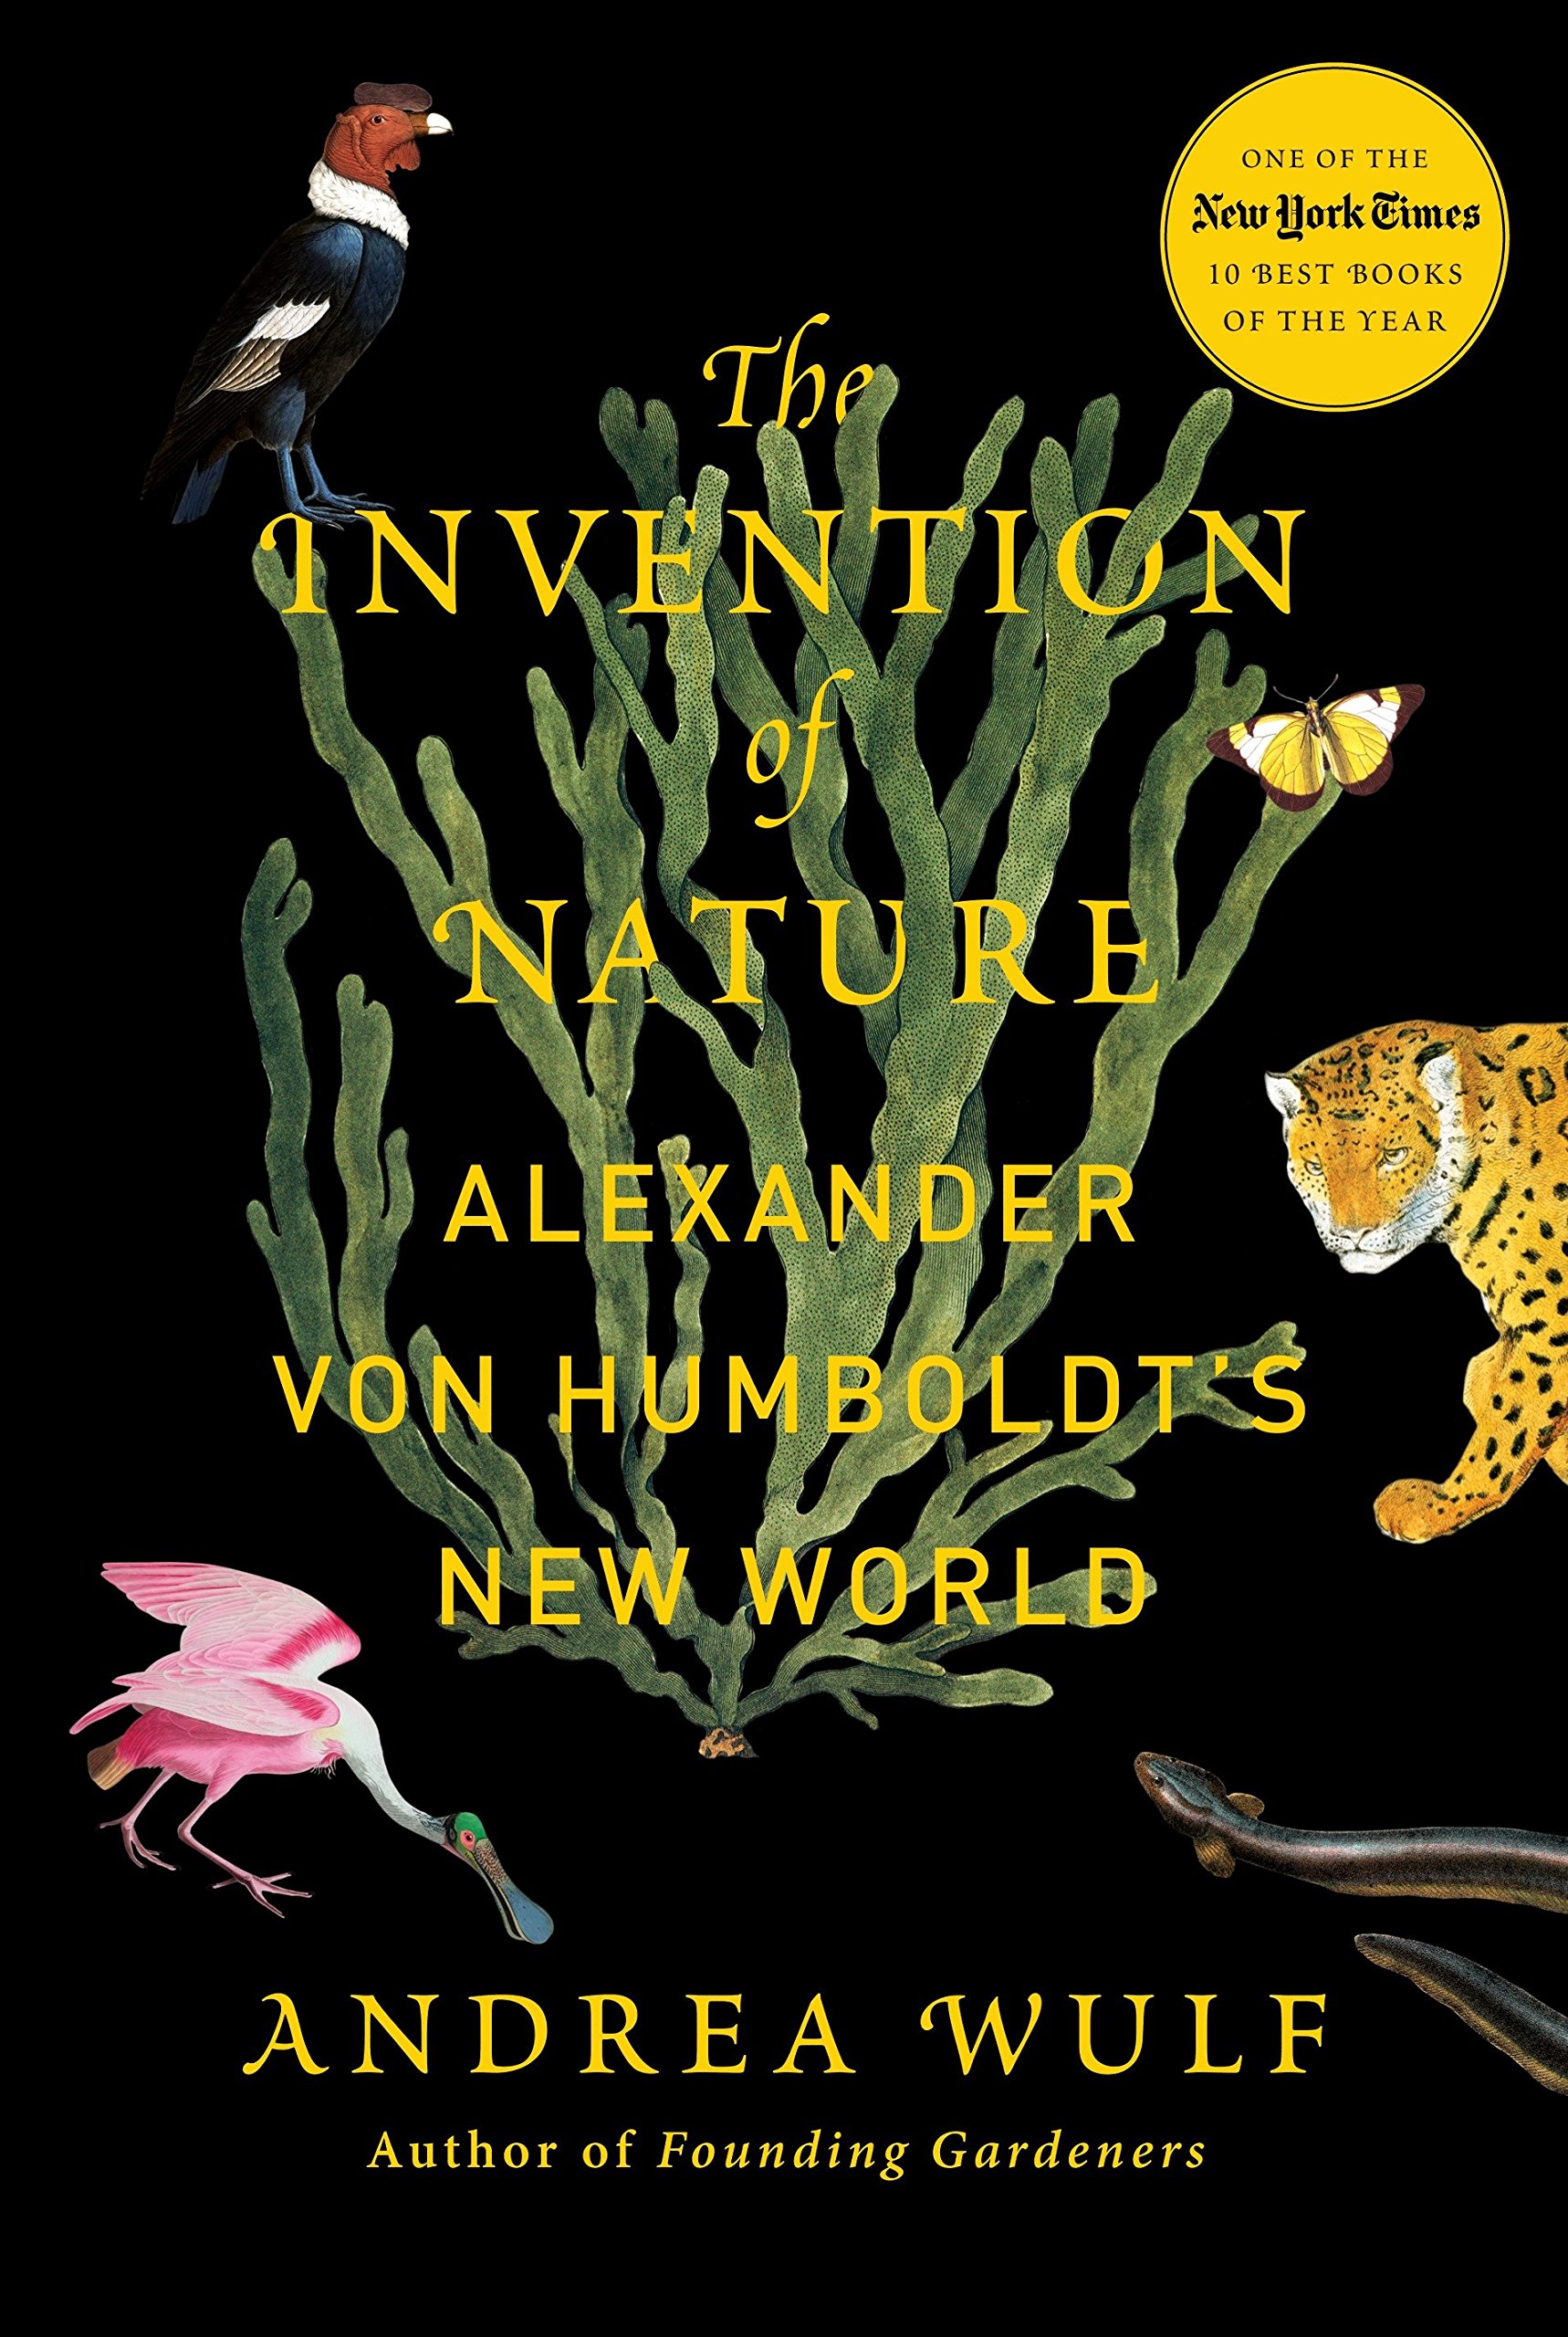 ONE OF THE
New York Times
10 BEST BOOKS
OF THE YEAR
The
INVENTION
of
NATURE
ALEXANDER
VON HUMBOLDT'S
NEW WORLD
ANDREA WULF
Author of Founding Gardeners